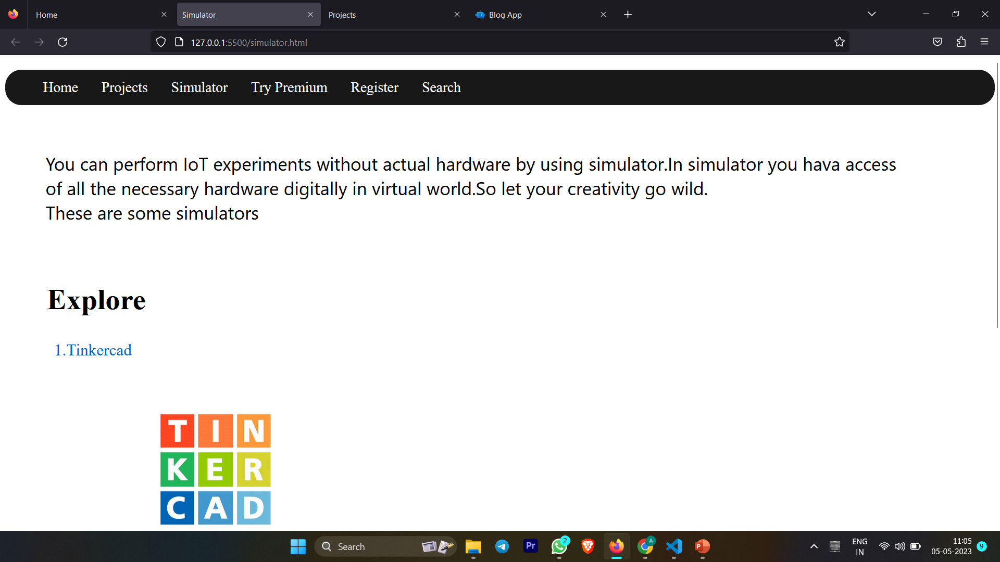 Home
Simulator
Projects
Blog App
127.0.0.1:5500/simulator.html
Home Projects Simulator Try Premium Register Search
You can perform IoT experiments without actual hardware by using simulator.In simulator you hava access
of all the necessary hardware digitally in virtual world.So let your creativity go wild.
These are some simulators
Explore
1.Tinkercad
TIN
KER
CAD
Search
Pr
2
A
P
ENG
IN
11:05
05-05-2023
9